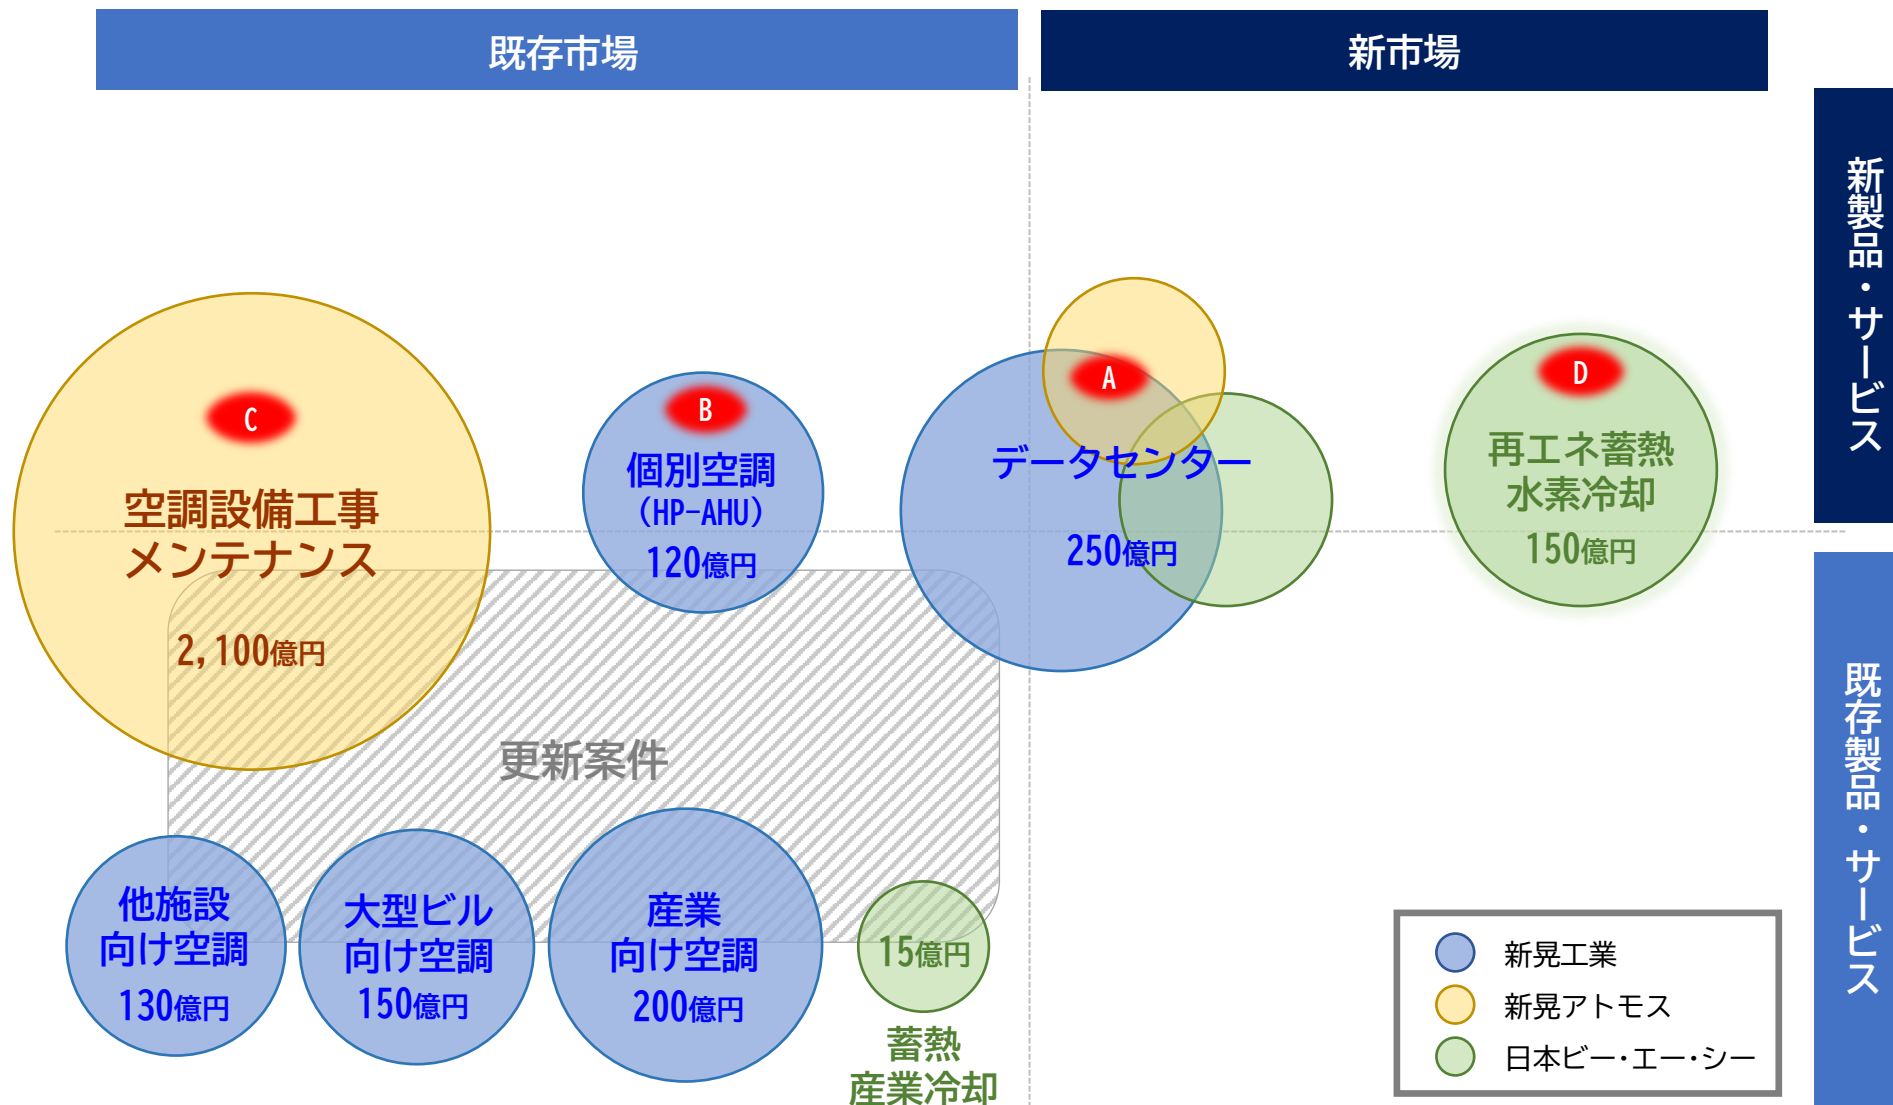 既存市場
新市場
新製品・サービス
既存製品・サービス
C
空調設備工事
メンテナンス
2,100億円
B
個別空調
(HP-AHU)
120億円
A
データセンター
250億円
D
再エネ蓄熱
水素冷却
150億円
更新案件
他施設
向け空調
130億円
大型ビル
向け空調
150億円
産業
向け空調
200億円
15億円
蓄熱
産業冷却
新晃工業
新晃アトモス
日本ビー・エー・シー